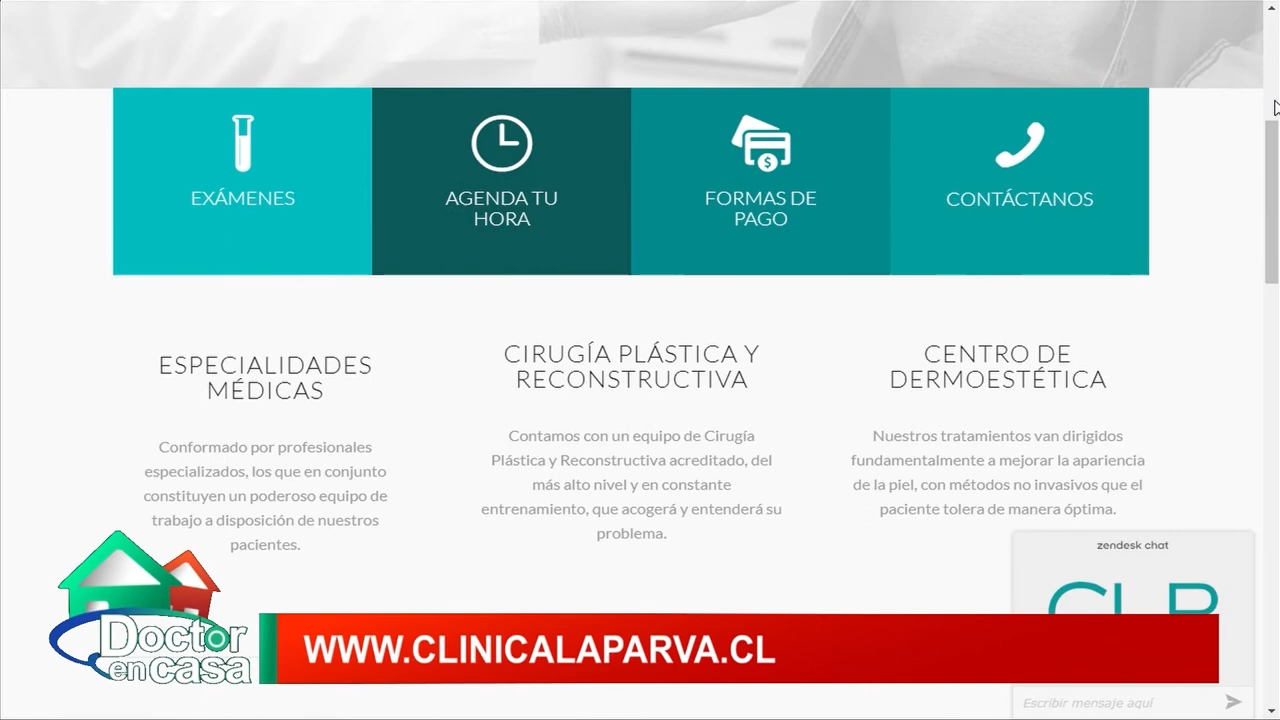 EXÁMENES
AGENDA TU
HORA
FORMAS DE
PAGO
CONTÁCTANOS
ESPECIALIDADES
MÉDICAS
Conformado por profesionales
especializados, los que en conjunto
constituyen un poderoso equipo de
trabajo a disposición de nuestros
pacientes.
CIRUGÍA PLÁSTICA Y
RECONSTRUCTIVA
Contamos con un equipo de Cirugía
Plástica y Reconstructiva acreditado, del
más alto nivel y en constante
entrenamiento, que acogerá y entenderá su
problema.
CENTRO DE
DERMOESTÉTICA
Nuestros tratamientos van dirigidos
fundamentalmente a mejorar la apariencia
de la piel, con métodos no invasivos que el
paciente tolera de manera óptima.
zendesk chat
Doctor
en casa
WWW.CLINICALAPARVA.CL
Escribir mensaje aquí